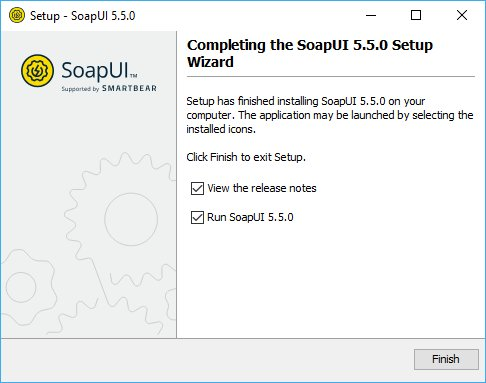 Setup - SoapUI 5.5.0
SoapUI™
Supported by SMARTBEAR
Completing the SoapUI 5.5.0 Setup
Wizard
Setup has finished installing SoapUI 5.5.0 on your
computer. The application may be launched by selecting the
installed icons.
Click Finish to exit Setup.
View the release notes
Run SoapUI 5.5.0
Finish